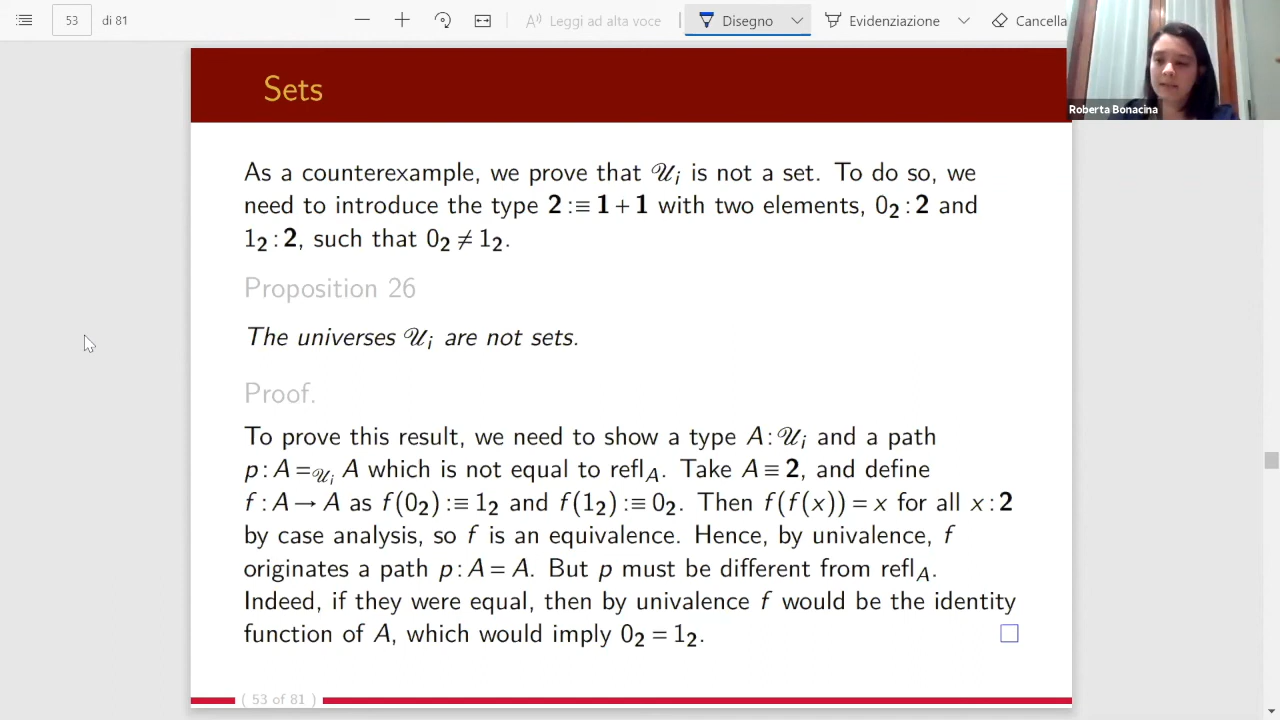 53 di 81 Leggi ad alta voce Disegno Evidenziazione Cancella
Roberta Bonacina
Sets
As a counterexample, we prove that 𝒰ᵢ is not a set. To do so, we
need to introduce the type 𝟐 :≡ 𝟏 + 𝟏 with two elements, 0₂ : 𝟐 and
1₂ : 𝟐, such that 0₂ ≠ 1₂.
Proposition 26
The universes 𝒰ᵢ are not sets.
Proof.
To prove this result, we need to show a type A : 𝒰ᵢ and a path
p : A =_𝒰ᵢ A which is not equal to refl_A. Take A ≡ 𝟐, and define
f : A → A as f(0₂) :≡ 1₂ and f(1₂) :≡ 0₂. Then f(f(x)) = x for all x : 𝟐
by case analysis, so f is an equivalence. Hence, by univalence, f
originates a path p : A = A. But p must be different from refl_A.
Indeed, if they were equal, then by univalence f would be the identity
function of A, which would imply 0₂ = 1₂.
( 53 of 81 )